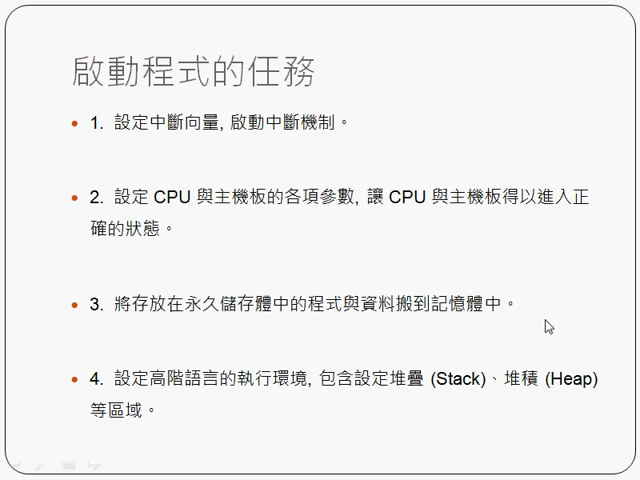 啟動程式的任務
1. 設定中斷向量, 啟動中斷機制。
2. 設定 CPU 與主機板的各項參數, 讓 CPU 與主機板得以進入正
確的狀態。
3. 將存放在永久儲存體中的程式與資料搬到記憶體中。
4. 設定高階語言的執行環境, 包含設定堆疊 (Stack)、堆積 (Heap)
等區域。